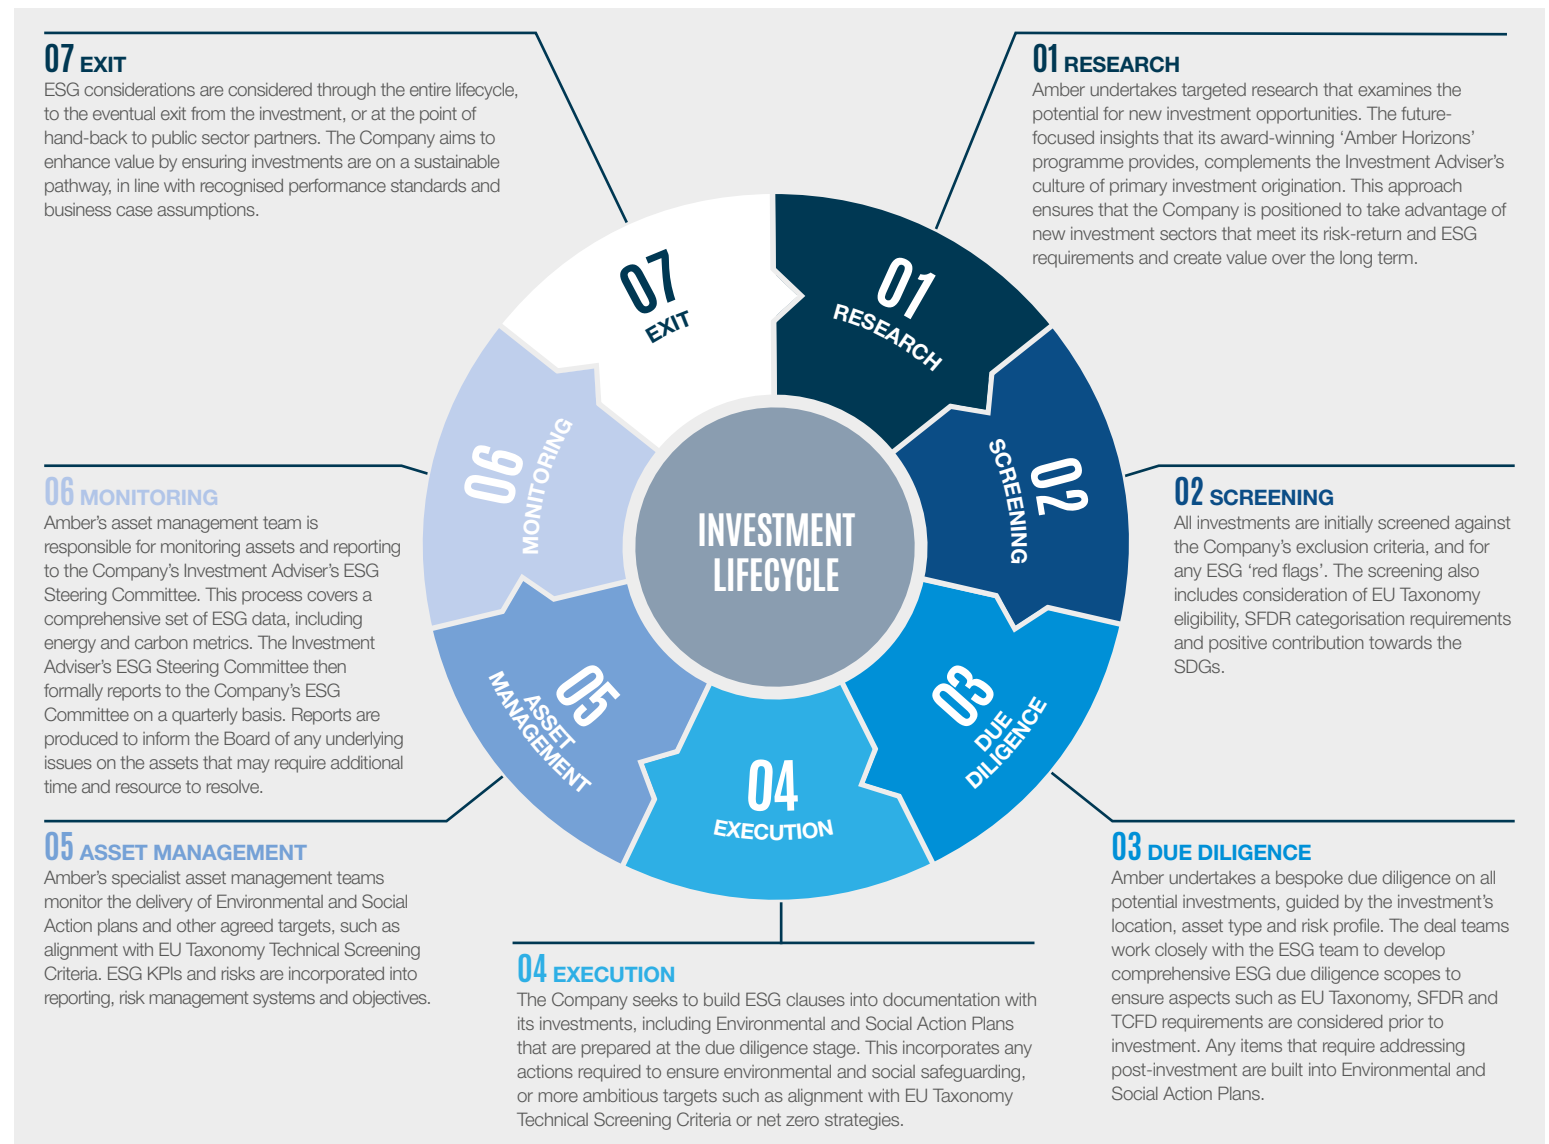 07 EXIT
ESG considerations are considered through the entire lifecycle,
to the eventual exit from the investment, or at the point of
hand-back to public sector partners. The Company aims to
enhance value by ensuring investments are on a sustainable
pathway, in line with recognised performance standards and
business case assumptions.
01 RESEARCH
Amber undertakes targeted research that examines the
potential for new investment opportunities. The future-
focused insights that its award-winning ‘Amber Horizons’
programme provides, complements the Investment Adviser’s
culture of primary investment origination. This approach
ensures that the Company is positioned to take advantage of
new investment sectors that meet its risk-return and ESG
requirements and create value over the long term.
07
EXIT
01
RESEARCH
06
MONITORING
02
SCREENING
INVESTMENT
LIFECYCLE
05
ASSET
MANAGEMENT
03
DUE
DILIGENCE
04
EXECUTION
06 MONITORING
Amber’s asset management team is
responsible for monitoring assets and reporting
to the Company’s Investment Adviser’s ESG
Steering Committee. This process covers a
comprehensive set of ESG data, including
energy and carbon metrics. The Investment
Adviser’s ESG Steering Committee then
formally reports to the Company’s ESG
Committee on a quarterly basis. Reports are
produced to inform the Board of any underlying
issues on the assets that may require additional
time and resource to resolve.
02 SCREENING
All investments are initially screened against
the Company’s exclusion criteria, and for
any ESG ‘red flags’. The screening also
includes consideration of EU Taxonomy
eligibility, SFDR categorisation requirements
and positive contribution towards the
SDGs.
05 ASSET MANAGEMENT
Amber’s specialist asset management teams
monitor the delivery of Environmental and Social
Action plans and other agreed targets, such as
alignment with EU Taxonomy Technical Screening
Criteria. ESG KPIs and risks are incorporated into
reporting, risk management systems and objectives.
03 DUE DILIGENCE
Amber undertakes a bespoke due diligence on all
potential investments, guided by the investment’s
location, asset type and risk profile. The deal teams
work closely with the ESG team to develop
comprehensive ESG due diligence scopes to
ensure aspects such as EU Taxonomy, SFDR and
TCFD requirements are considered prior to
investment. Any items that require addressing
post-investment are built into Environmental and
Social Action Plans.
04 EXECUTION
The Company seeks to build ESG clauses into documentation with
its investments, including Environmental and Social Action Plans
that are prepared at the due diligence stage. This incorporates any
actions required to ensure environmental and social safeguarding,
or more ambitious targets such as alignment with EU Taxonomy
Technical Screening Criteria or net zero strategies.